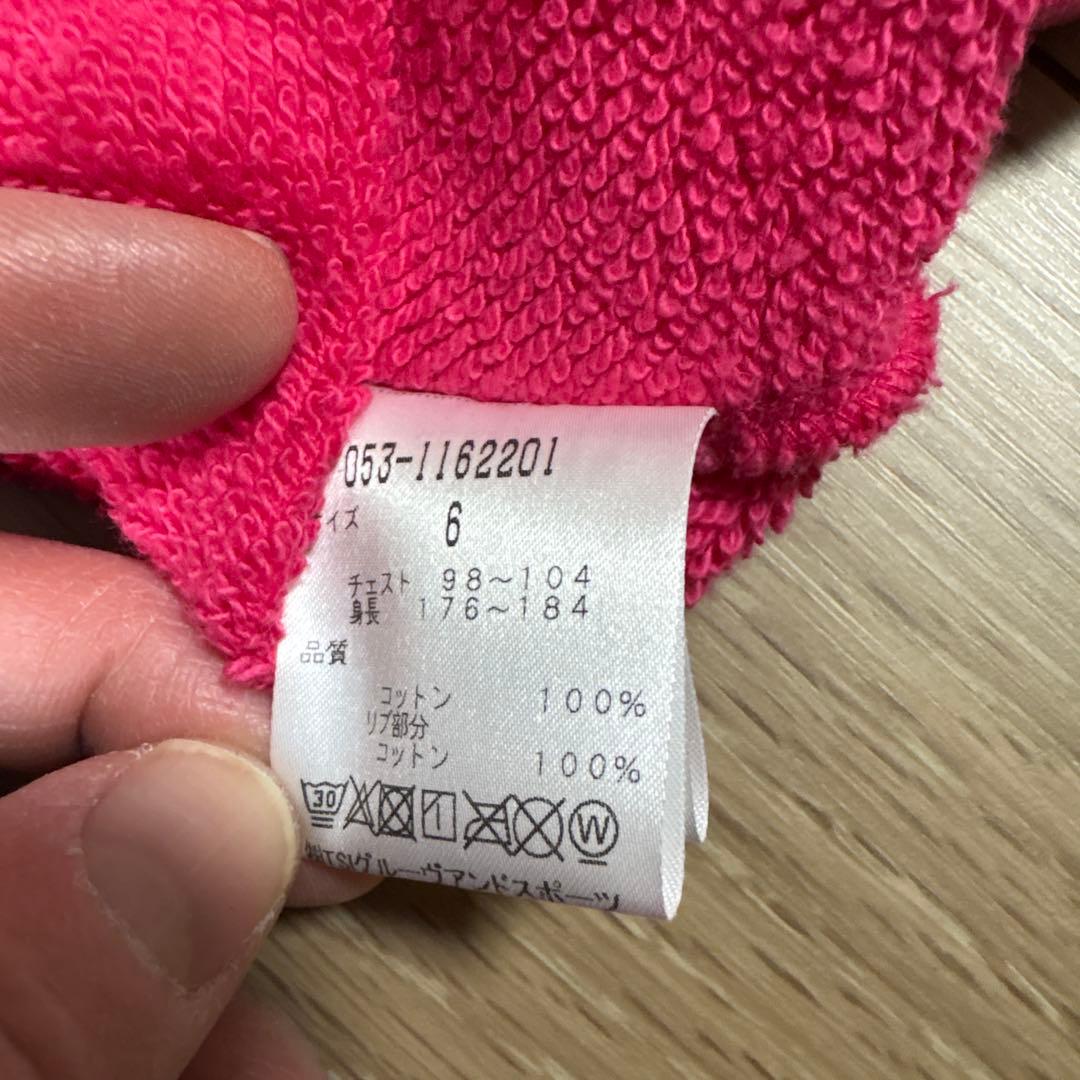 053-1162201
サイズ 6
チェスト 98~104
身長 176~184
品質
コットン 100%
リブ部分
コットン 100%
30 W
㈱TSIグルーヴアンドスポーツ